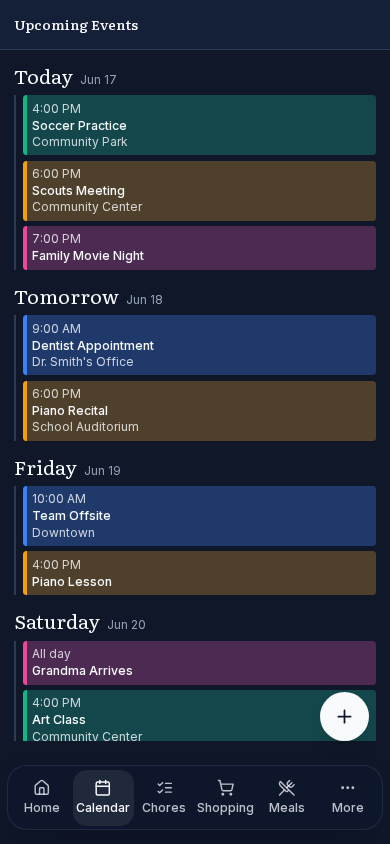 Upcoming Events
Today Jun 17
4:00 PM
Soccer Practice
Community Park
6:00 PM
Scouts Meeting
Community Center
7:00 PM
Family Movie Night
Tomorrow Jun 18
9:00 AM
Dentist Appointment
Dr. Smith's Office
6:00 PM
Piano Recital
School Auditorium
Friday Jun 19
10:00 AM
Team Offsite
Downtown
4:00 PM
Piano Lesson
Saturday Jun 20
All day
Grandma Arrives
4:00 PM
Art Class
Community Center
Home Calendar Chores Shopping Meals More